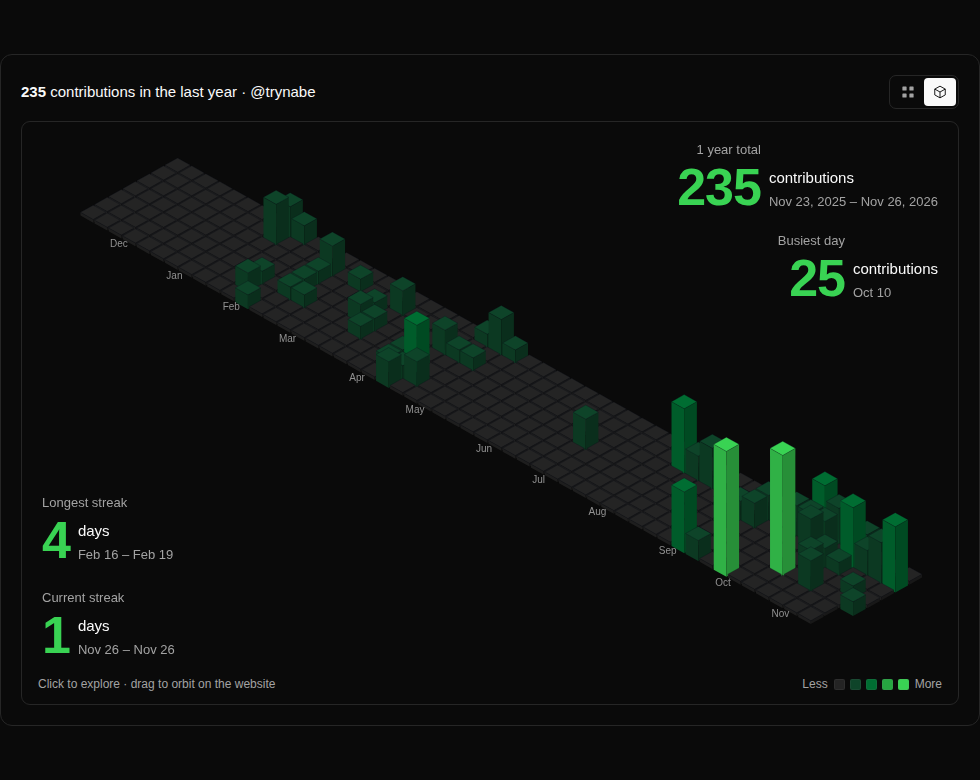 235 contributions in the last year · @trynabe
1 year total
235 contributions
Nov 23, 2025 – Nov 26, 2026
Busiest day
25 contributions
Oct 10
Dec
Jan
Feb
Mar
Apr
May
Jun
Jul
Aug
Sep
Oct
Nov
Longest streak
4 days
Feb 16 – Feb 19
Current streak
1 days
Nov 26 – Nov 26
Click to explore · drag to orbit on the website
Less More